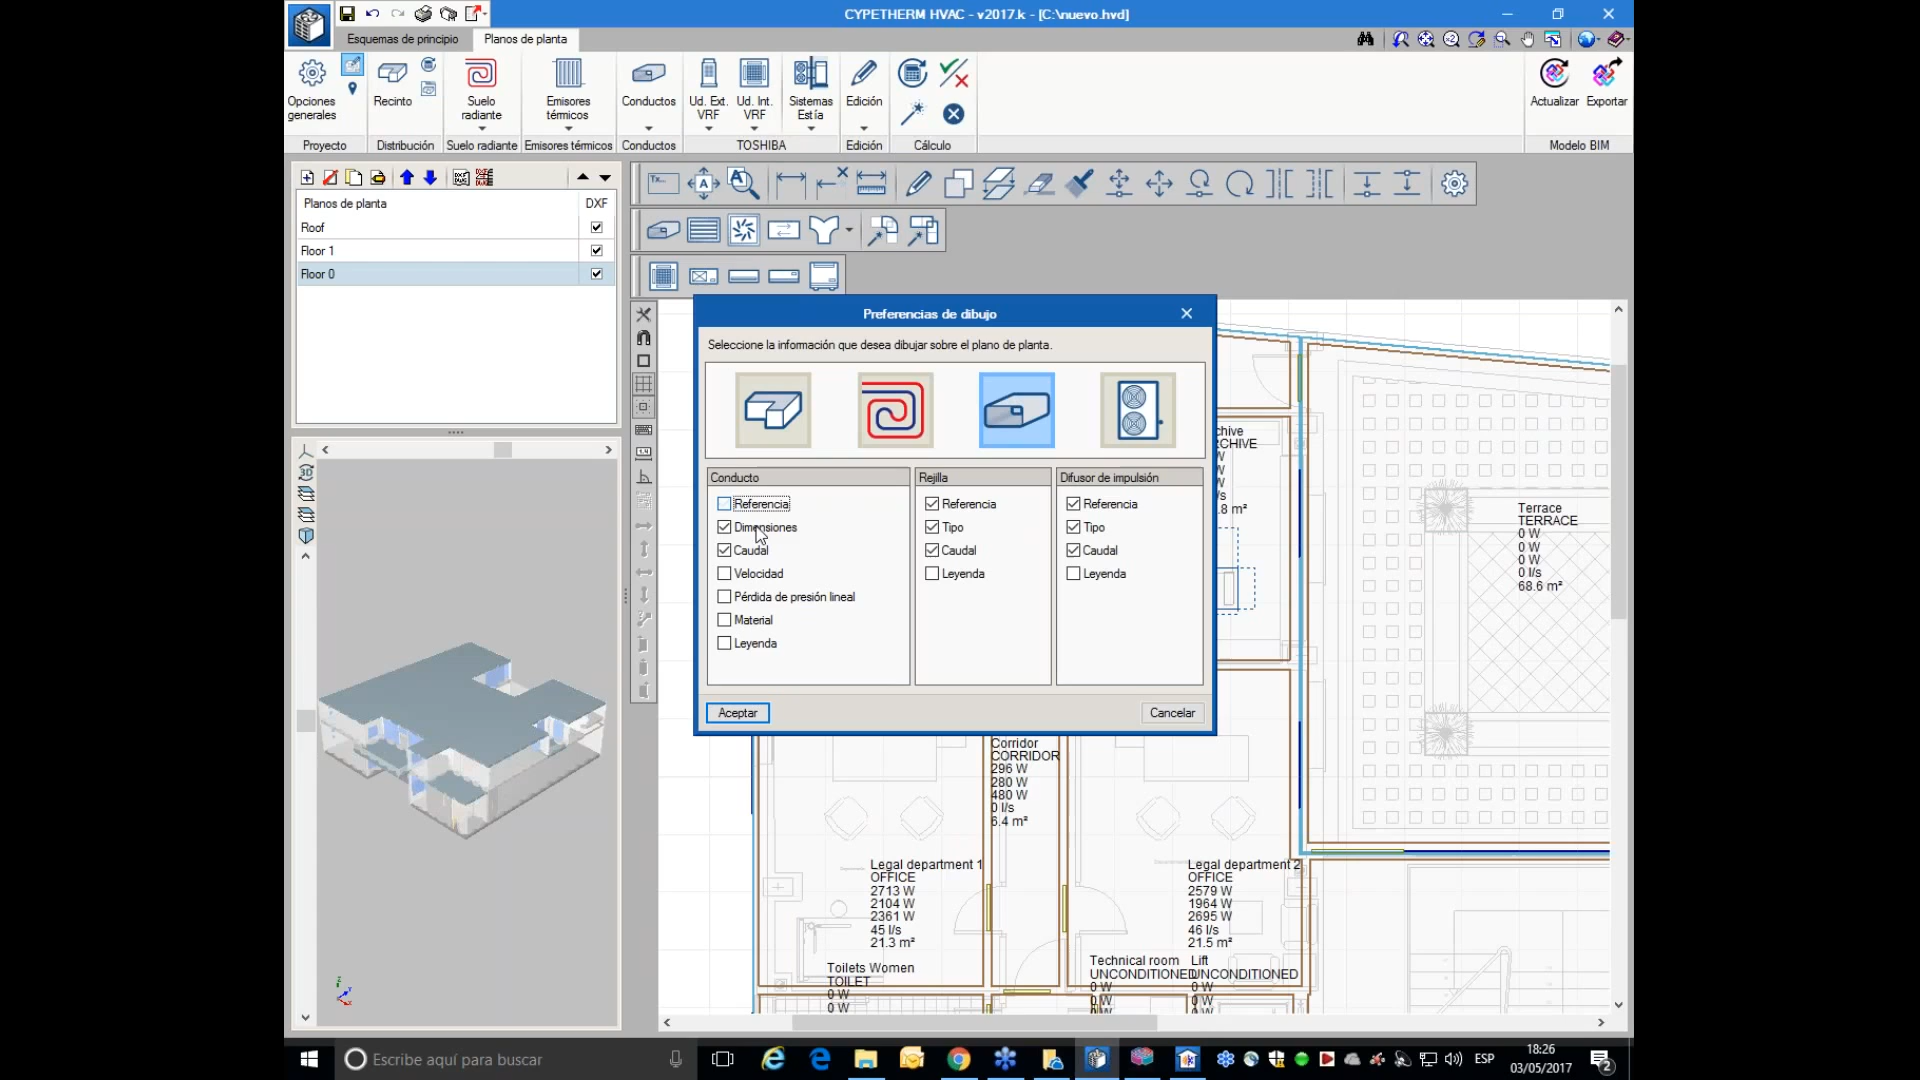 CYPETHERM HVAC - v2017.k - [C:\nuevo.hvd]
Esquemas de principio
Planos de planta
Opciones generales
Recinto
Suelo radiante
Emisores térmicos
Conductos
Ud. Ext. VRF
Ud. Int. VRF
Sistemas Estía
Edición
Actualizar
Exportar
Proyecto
Distribución
Suelo radiante
Emisores térmicos
Conductos
TOSHIBA
Edición
Cálculo
Modelo BIM
Planos de planta
DXF
Roof
Floor 1
Floor 0
Preferencias de dibujo
Seleccione la información que desea dibujar sobre el plano de planta.
Conducto
Referencia
Dimensiones
Caudal
Velocidad
Pérdida de presión lineal
Material
Leyenda
Rejilla
Referencia
Tipo
Caudal
Leyenda
Difusor de impulsión
Referencia
Tipo
Caudal
Leyenda
Aceptar
Cancelar
Terrace
TERRACE
0 W
0 W
0 W
0 l/s
68.6 m²
Corridor
CORRIDOR
296 W
280 W
480 W
0 l/s
6.4 m²
Legal department 1
OFFICE
2713 W
2104 W
2361 W
45 l/s
21.3 m²
Legal department 2
OFFICE
2579 W
1964 W
2695 W
46 l/s
21.5 m²
Toilets Women
TOILET
0 W
0 W
Technical room
UNCONDITIONED
0 W
0 W
Lift
UNCONDITIONED
0 W
0 W
Escribe aquí para buscar
ESP
18:26
03/05/2017
2